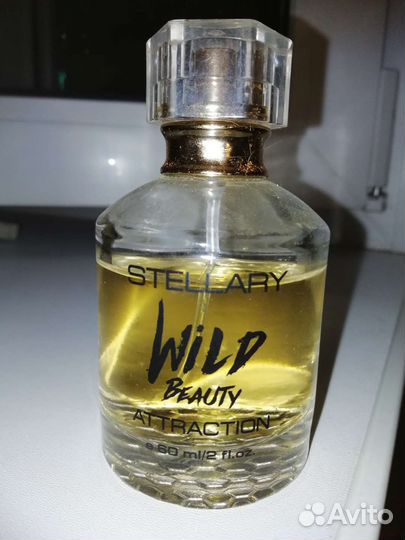 STELLARY
WILD
BEAUTY
ATTRACTION
e 60 ml/2 fl.oz.
Avito